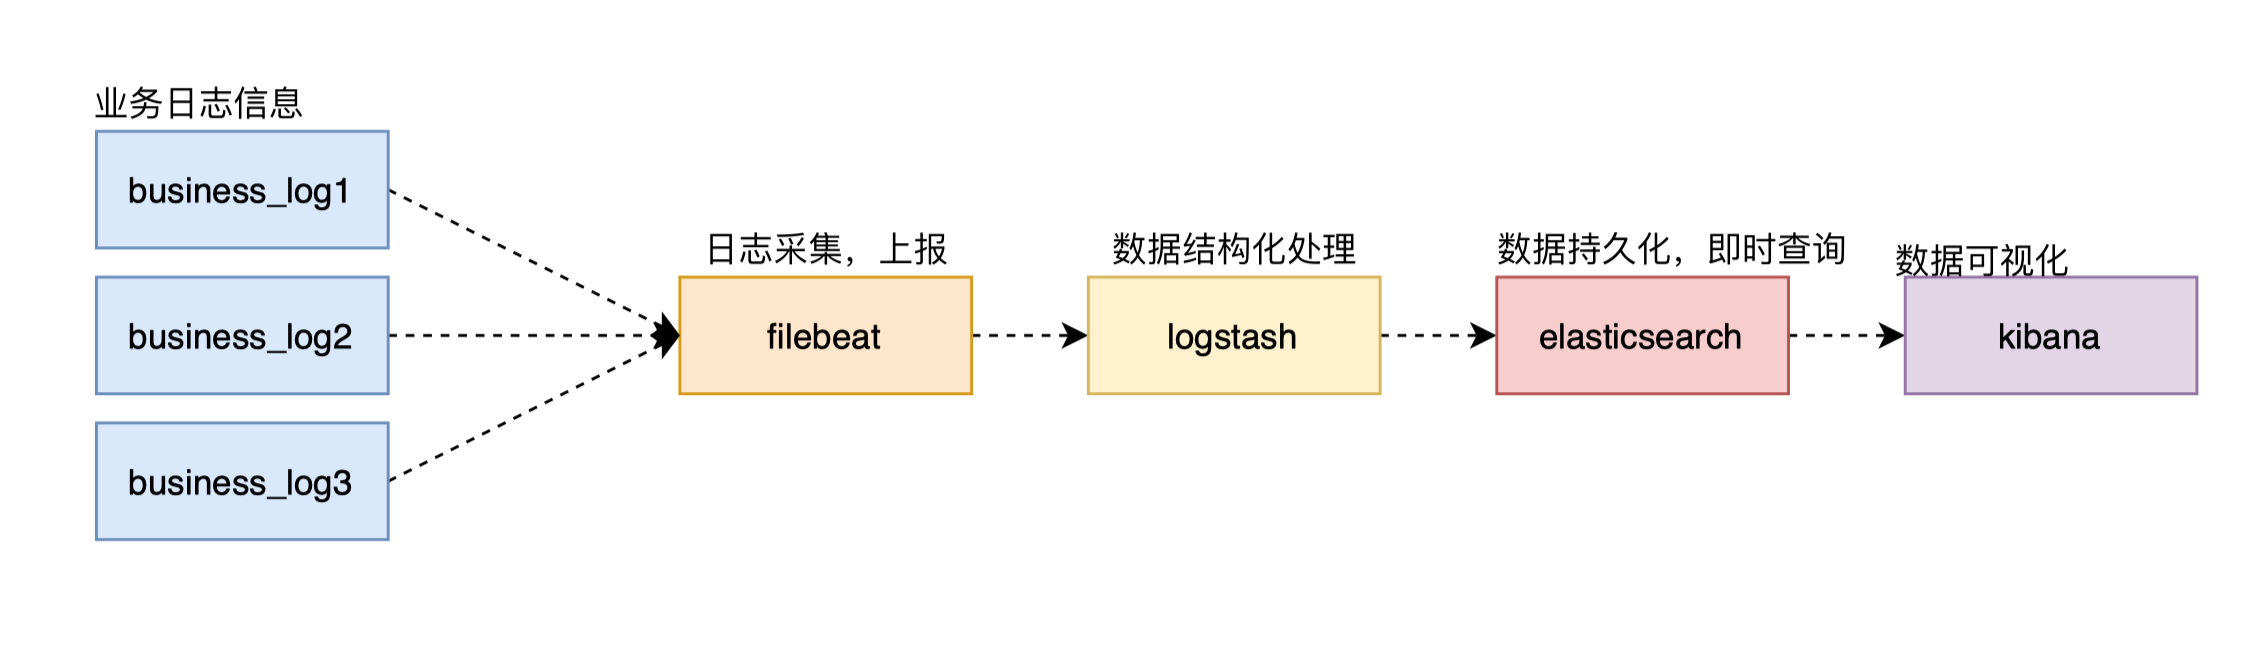 业务日志信息
business_log1
business_log2
business_log3
日志采集，上报
filebeat
数据结构化处理
logstash
数据持久化，即时查询
elasticsearch
数据可视化
kibana